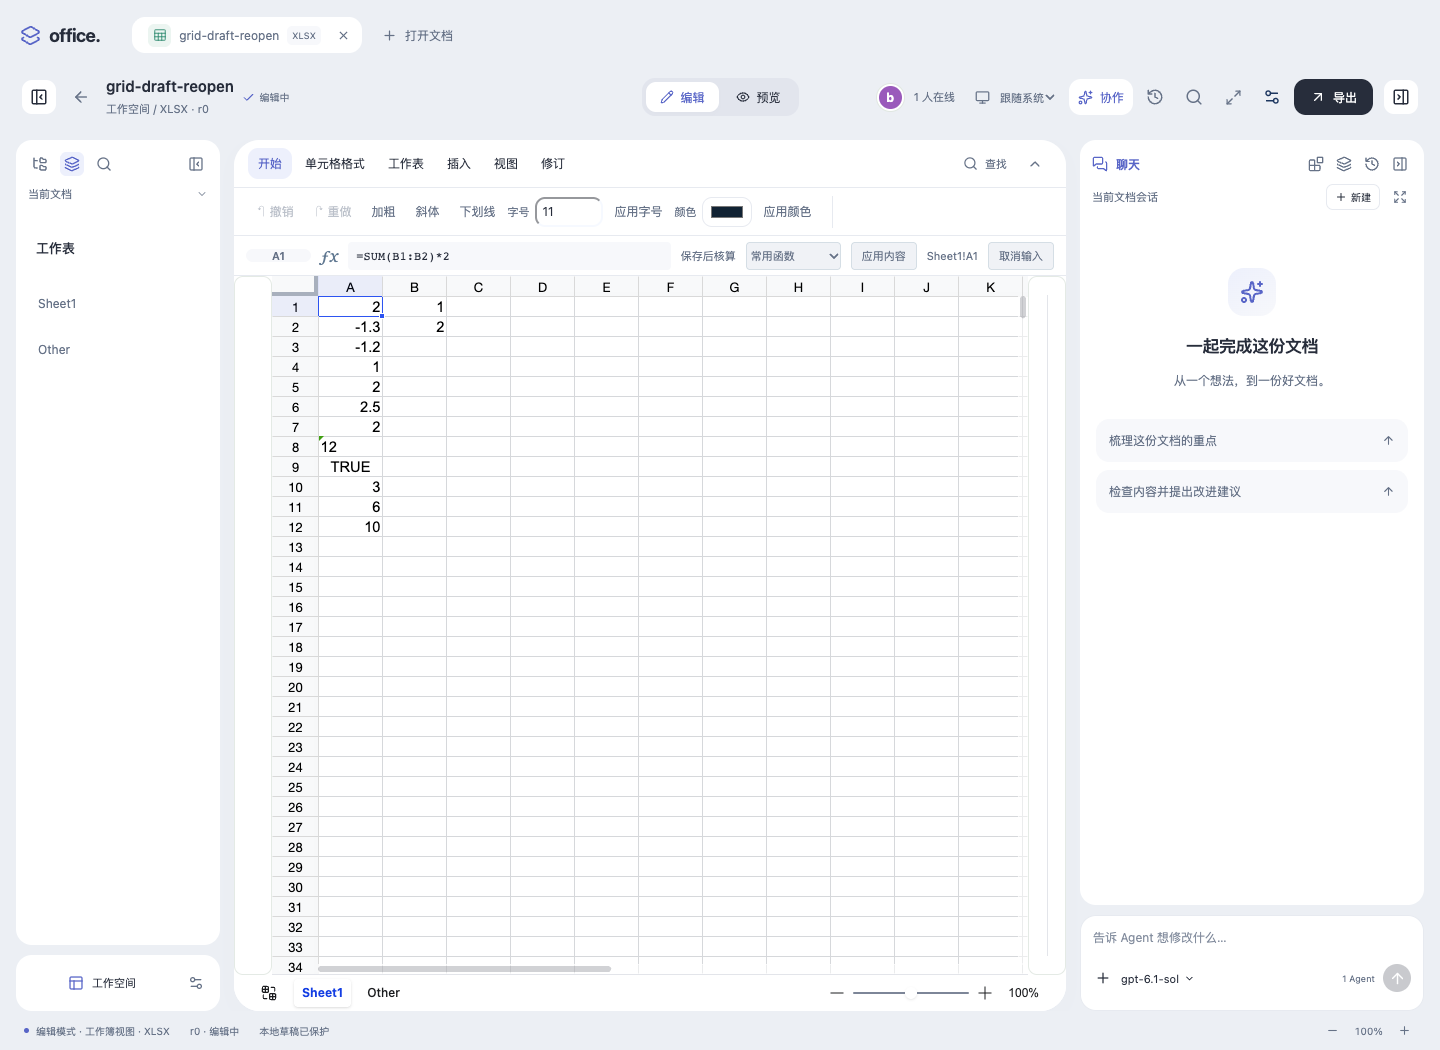 office.
grid-draft-reopen XLSX
打开文档
grid-draft-reopen
编辑中
工作空间 / XLSX · r0
编辑
预览
b
1 人在线
跟随系统
协作
导出
当前文档
工作表
Sheet1
Other
工作空间
开始 单元格格式 工作表 插入 视图 修订
查找
撤销 重做 加粗 斜体 下划线 字号 11 应用字号 颜色 应用颜色
A1 fx =SUM(B1:B2)*2 保存后核算 常用函数 应用内容 Sheet1!A1 取消输入
A B C D E F G H I J K
1 2 1
2 -1.3 2
3 -1.2
4 1
5 2
6 2.5
7 2
8 12
9 TRUE
10 3
11 6
12 10
13
14
15
16
17
18
19
20
21
22
23
24
25
26
27
28
29
30
31
32
33
34
Sheet1 Other
100%
聊天
当前文档会话
新建
一起完成这份文档
从一个想法，到一份好文档。
梳理这份文档的重点
检查内容并提出改进建议
告诉 Agent 想修改什么...
gpt-6.1-sol
1 Agent
编辑模式 · 工作簿视图 · XLSX r0 · 编辑中 本地草稿已保护
100%